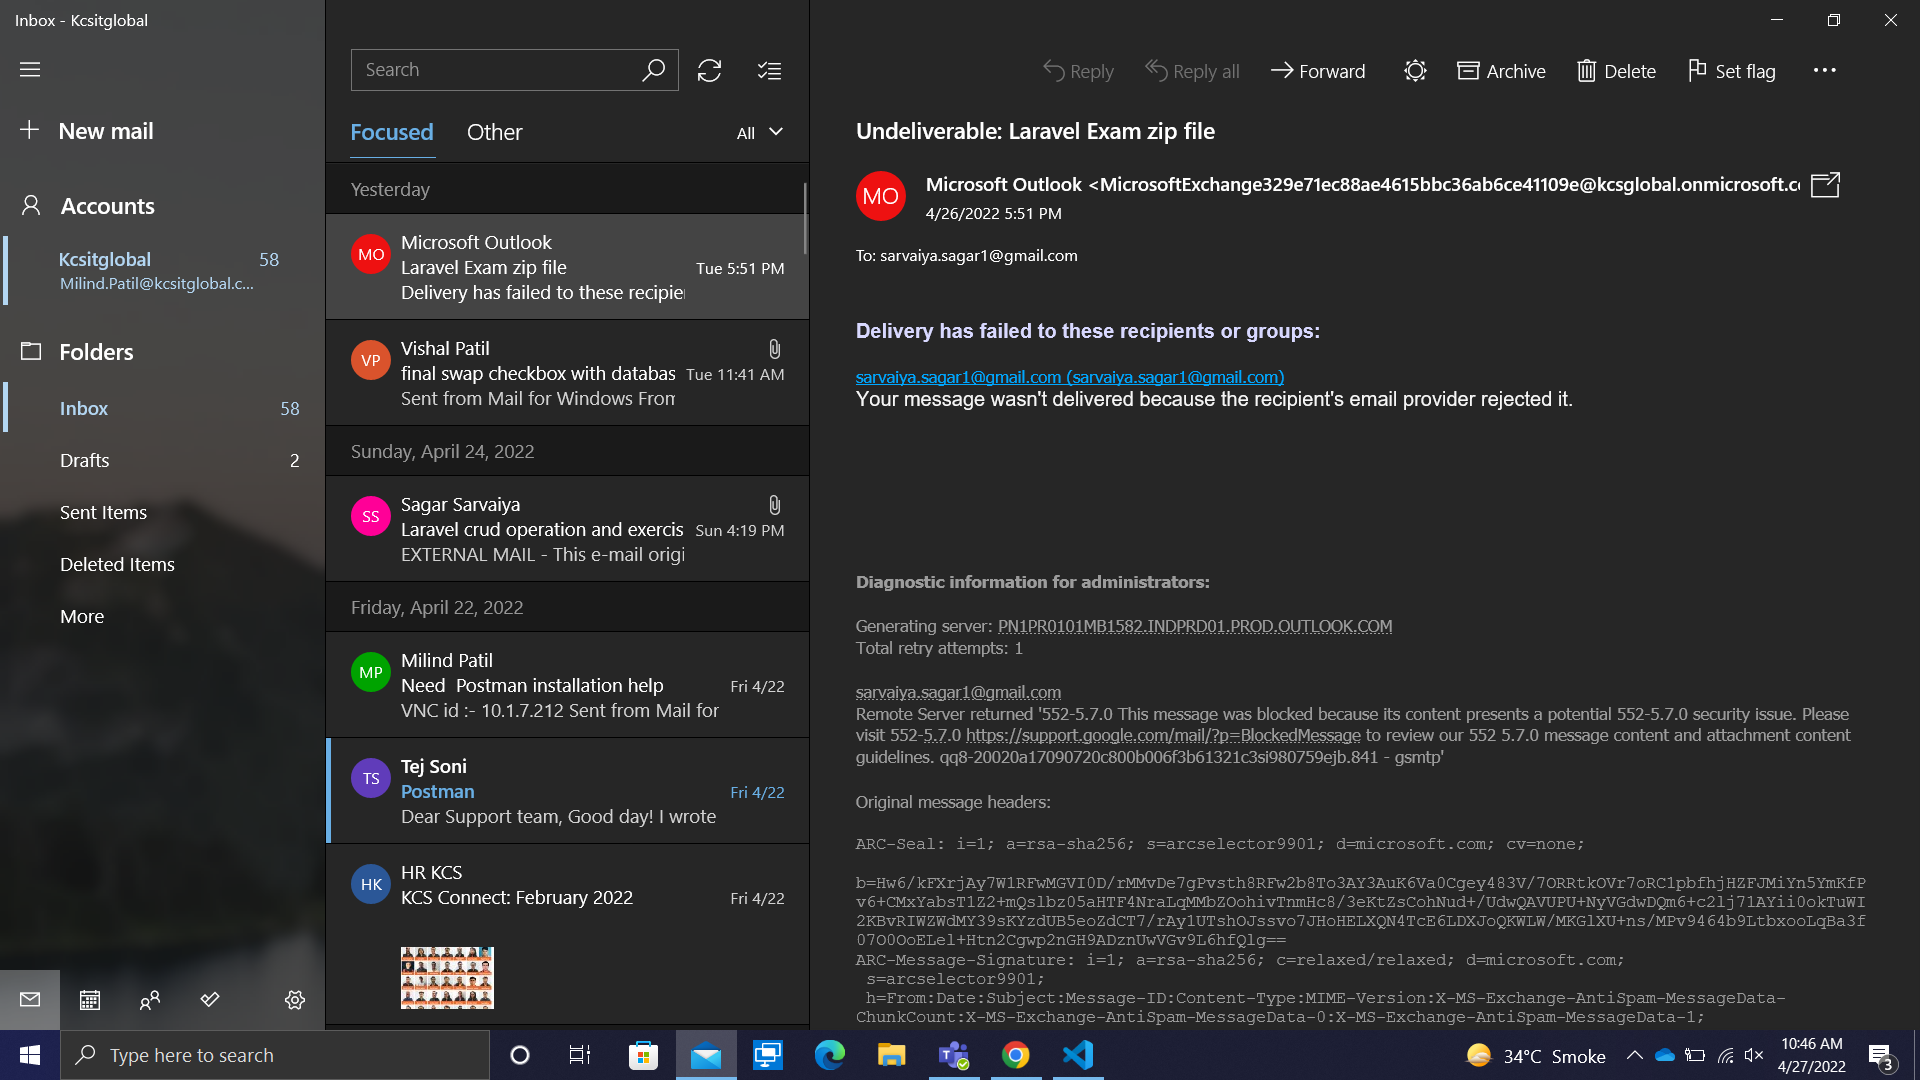 Inbox - Kcsitglobal
New mail
Accounts
Kcsitglobal 58
Milind.Patil@kcsitglobal.c...
Folders
Inbox 58
Drafts 2
Sent Items
Deleted Items
More
Search
Focused Other All
Yesterday
MO
Microsoft Outlook
Laravel Exam zip file Tue 5:51 PM
Delivery has failed to these recipie
VP
Vishal Patil
final swap checkbox with databas Tue 11:41 AM
Sent from Mail for Windows From
Sunday, April 24, 2022
SS
Sagar Sarvaiya
Laravel crud operation and exercis Sun 4:19 PM
EXTERNAL MAIL - This e-mail origi
Friday, April 22, 2022
MP
Milind Patil
Need  Postman installation help Fri 4/22
VNC id :- 10.1.7.212 Sent from Mail for
TS
Tej Soni
Postman Fri 4/22
Dear Support team, Good day! I wrote
HK
HR KCS
KCS Connect: February 2022 Fri 4/22
Reply Reply all Forward Archive Delete Set flag
Undeliverable: Laravel Exam zip file
MO
Microsoft Outlook <MicrosoftExchange329e71ec88ae4615bbc36ab6ce41109e@kcsglobal.onmicrosoft.co
4/26/2022 5:51 PM
To: sarvaiya.sagar1@gmail.com
Delivery has failed to these recipients or groups:
sarvaiya.sagar1@gmail.com (sarvaiya.sagar1@gmail.com)
Your message wasn't delivered because the recipient's email provider rejected it.
Diagnostic information for administrators:
Generating server: PN1PR0101MB1582.INDPRD01.PROD.OUTLOOK.COM
Total retry attempts: 1
sarvaiya.sagar1@gmail.com
Remote Server returned '552-5.7.0 This message was blocked because its content presents a potential 552-5.7.0 security issue. Please
visit 552-5.7.0 https://support.google.com/mail/?p=BlockedMessage to review our 552 5.7.0 message content and attachment content
guidelines. qq8-20020a17090720c800b006f3b61321c3si980759ejb.841 - gsmtp'
Original message headers:
ARC-Seal: i=1; a=rsa-sha256; s=arcselector9901; d=microsoft.com; cv=none;
b=Hw6/kFXrjAy7W1RFwMGVI0D/rMMvDe7gPvsth8RFw2b8To3AY3AuK6Va0Cgey483V/7ORRtkOVr7oRC1pbfhjHZFJMiYn5YmKfP
v6+CMxYabsT1Z2+mQslbz05aHTF4NraLqMMbZOohivTnmHc8/3eKtZsCohNud+/UdwQAVUPU+NyVGdwDQm6+c2lj71AYii0okTuWI
2KBvRIWZWdMY39sKYzdUB5eoZdCT7/rAy1UTshOJssvo7JHoHELXQN4TcE6LDXJoQKWLW/MKGlXU+ns/MPv9464b9LtbxooLqBa3f
07O0OoELel+Htn2Cgwp2nGH9ADznUwVGv9L6hfQlg==
ARC-Message-Signature: i=1; a=rsa-sha256; c=relaxed/relaxed; d=microsoft.com;
s=arcselector9901;
h=From:Date:Subject:Message-ID:Content-Type:MIME-Version:X-MS-Exchange-AntiSpam-MessageData-
ChunkCount:X-MS-Exchange-AntiSpam-MessageData-0:X-MS-Exchange-AntiSpam-MessageData-1;
Type here to search
34°C Smoke
10:46 AM
4/27/2022
3